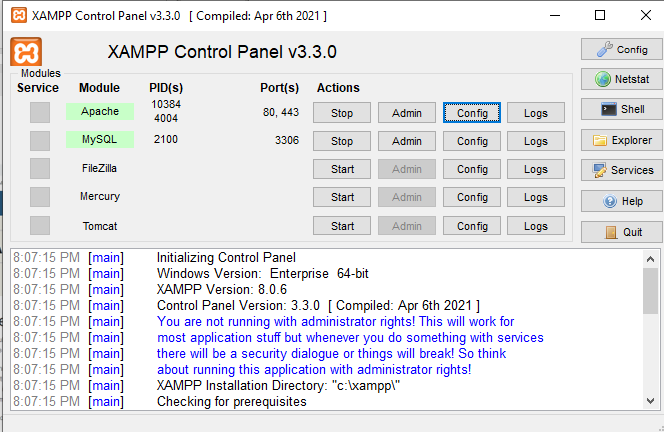 XAMPP Control Panel v3.3.0 [ Compiled: Apr 6th 2021 ]
XAMPP Control Panel v3.3.0
Config
Modules
Service Module PID(s) Port(s) Actions
Netstat
Apache 10384 4004 80, 443 Stop Admin Config Logs
Shell
MySQL 2100 3306 Stop Admin Config Logs
Explorer
FileZilla Start Admin Config Logs
Services
Mercury Start Admin Config Logs
Help
Tomcat Start Admin Config Logs
Quit
8:07:15 PM [main] Initializing Control Panel
8:07:15 PM [main] Windows Version: Enterprise 64-bit
8:07:15 PM [main] XAMPP Version: 8.0.6
8:07:15 PM [main] Control Panel Version: 3.3.0 [ Compiled: Apr 6th 2021 ]
8:07:15 PM [main] You are not running with administrator rights! This will work for
8:07:15 PM [main] most application stuff but whenever you do something with services
8:07:15 PM [main] there will be a security dialogue or things will break! So think
8:07:15 PM [main] about running this application with administrator rights!
8:07:15 PM [main] XAMPP Installation Directory: "c:\xampp\"
8:07:15 PM [main] Checking for prerequisites